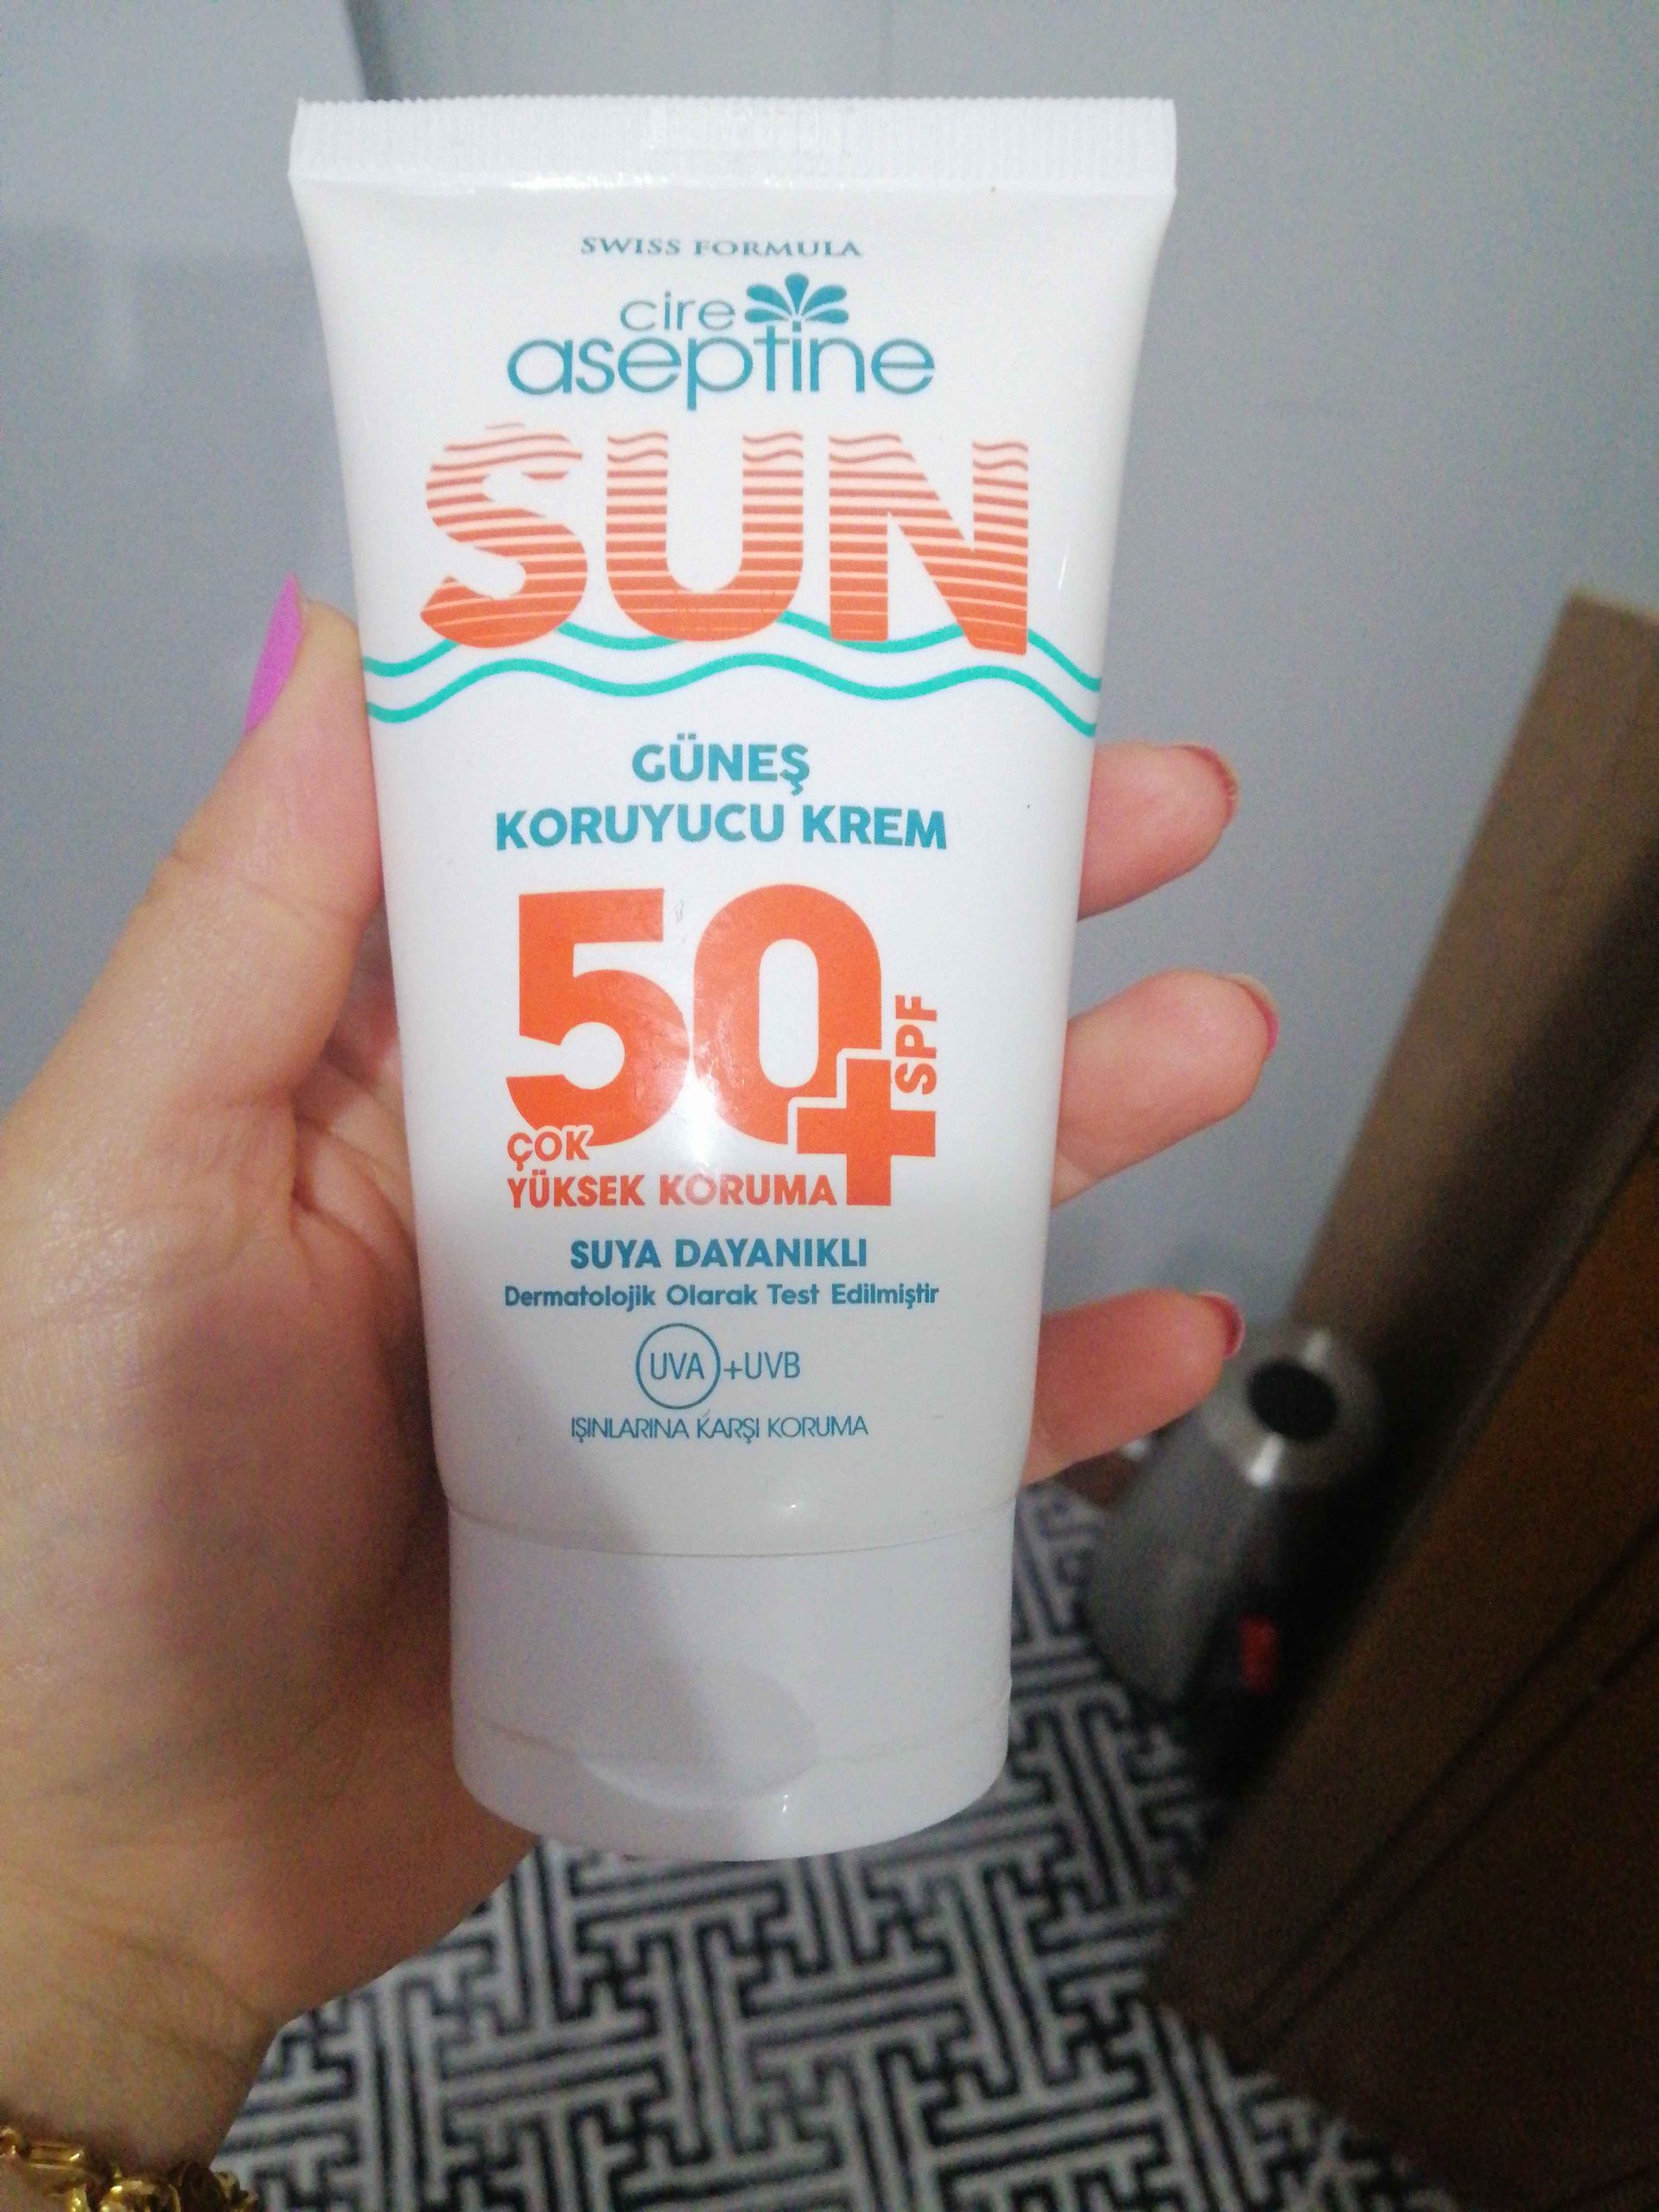 SWISS FORMULA
cire
aseptine
SUN
GÜNEŞ
KORUYUCU KREM
50+ SPF
ÇOK
YÜKSEK KORUMA
SUYA DAYANIKLI
Dermatolojik Olarak Test Edilmiştir
UVA+UVB
IŞINLARINA KARŞI KORUMA